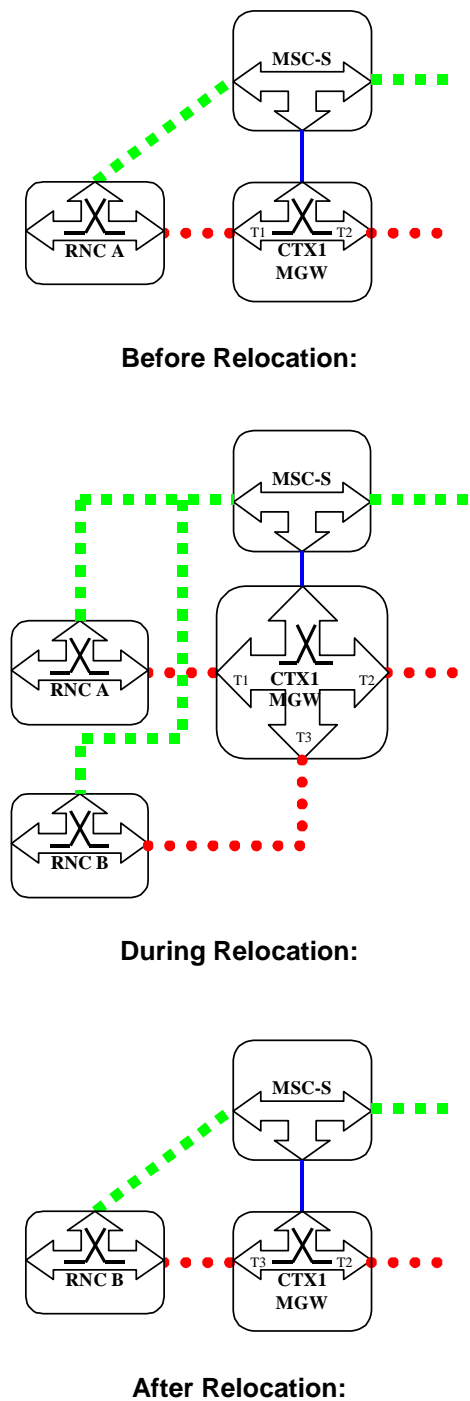 MSC-S
T1
T2
RNC A
CTX1
MGW
Before Relocation:
MSC-S
T1
CTX1
T2
RNC A
MGW
T3
RNC B
During Relocation:
MSC-S
T3
T2
RNC B
CTX1
MGW
After Relocation: